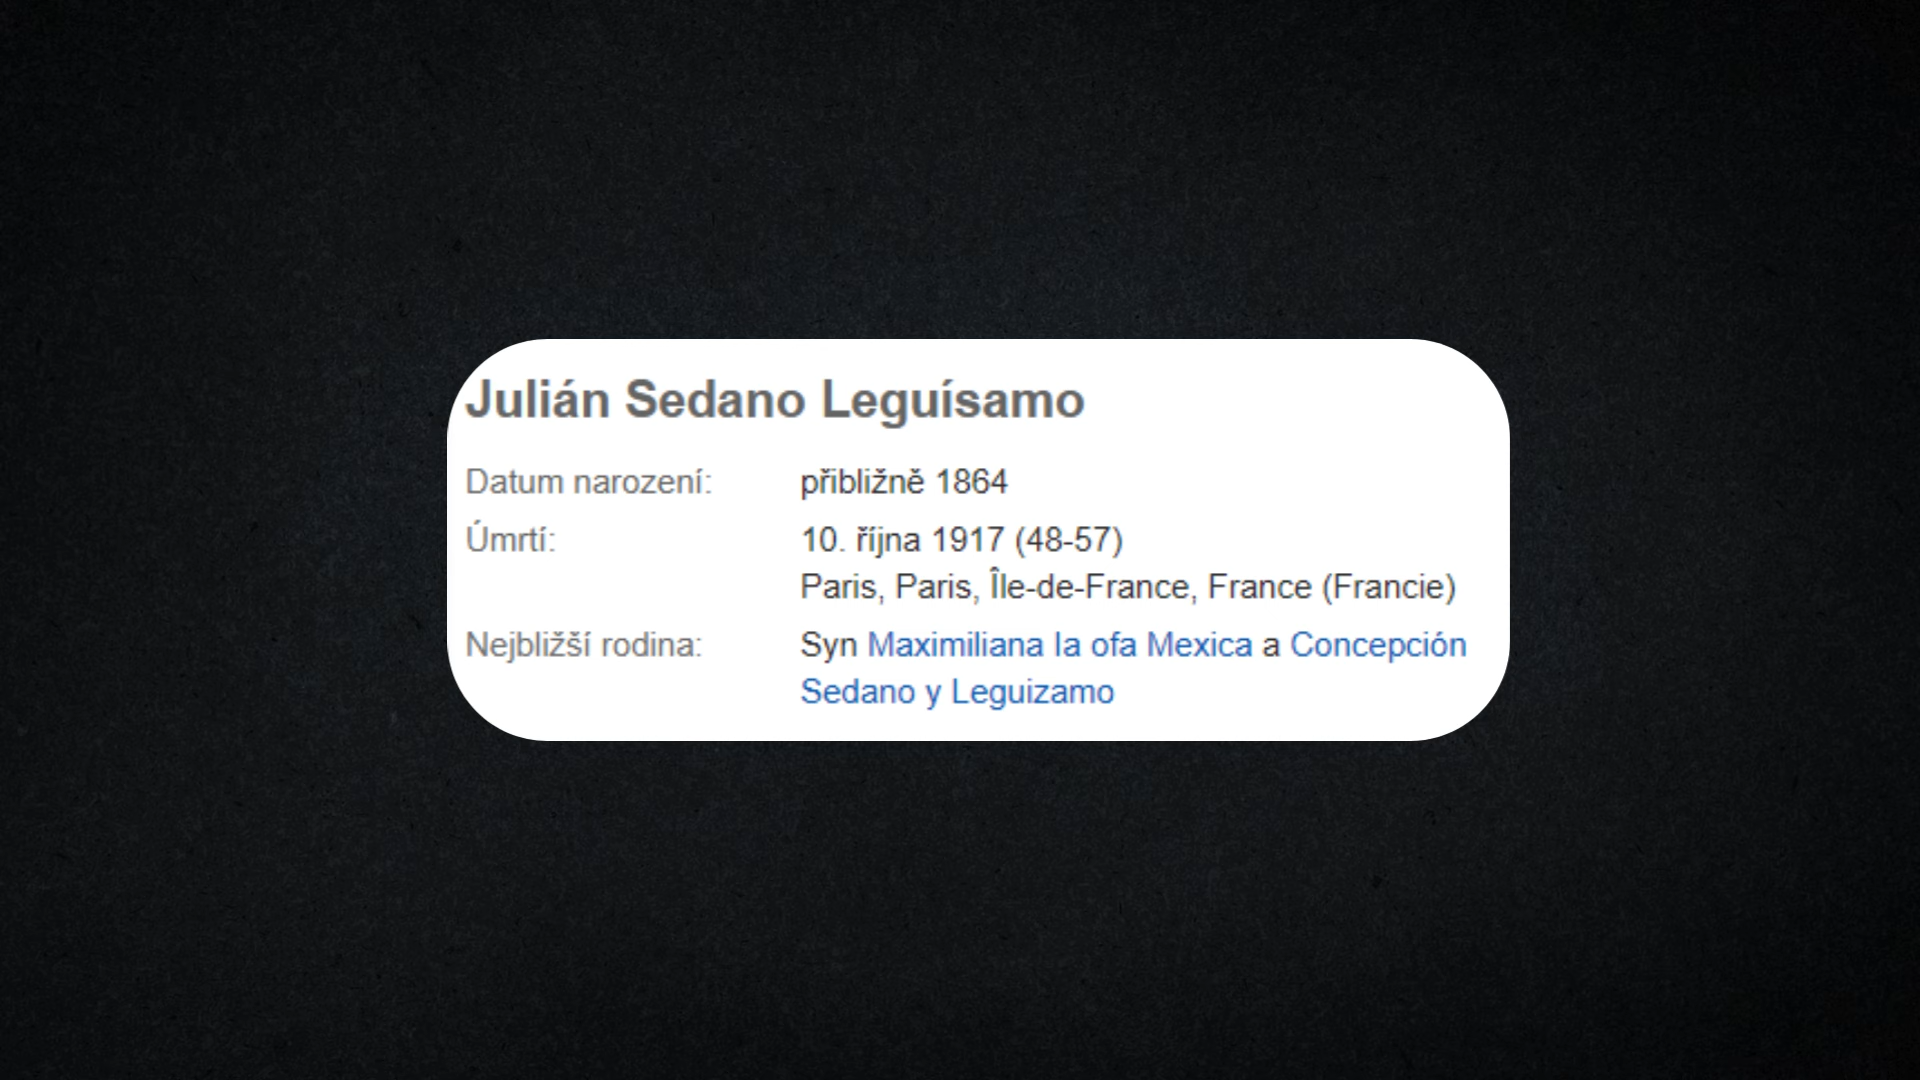 Julián Sedano Leguísamo
Datum narození: přibližně 1864
Úmrtí: 10. října 1917 (48-57)
Paris, Paris, Île-de-France, France (Francie)
Nejbližší rodina: Syn Maximiliana Ia ofa Mexica a Concepción
Sedano y Leguizamo